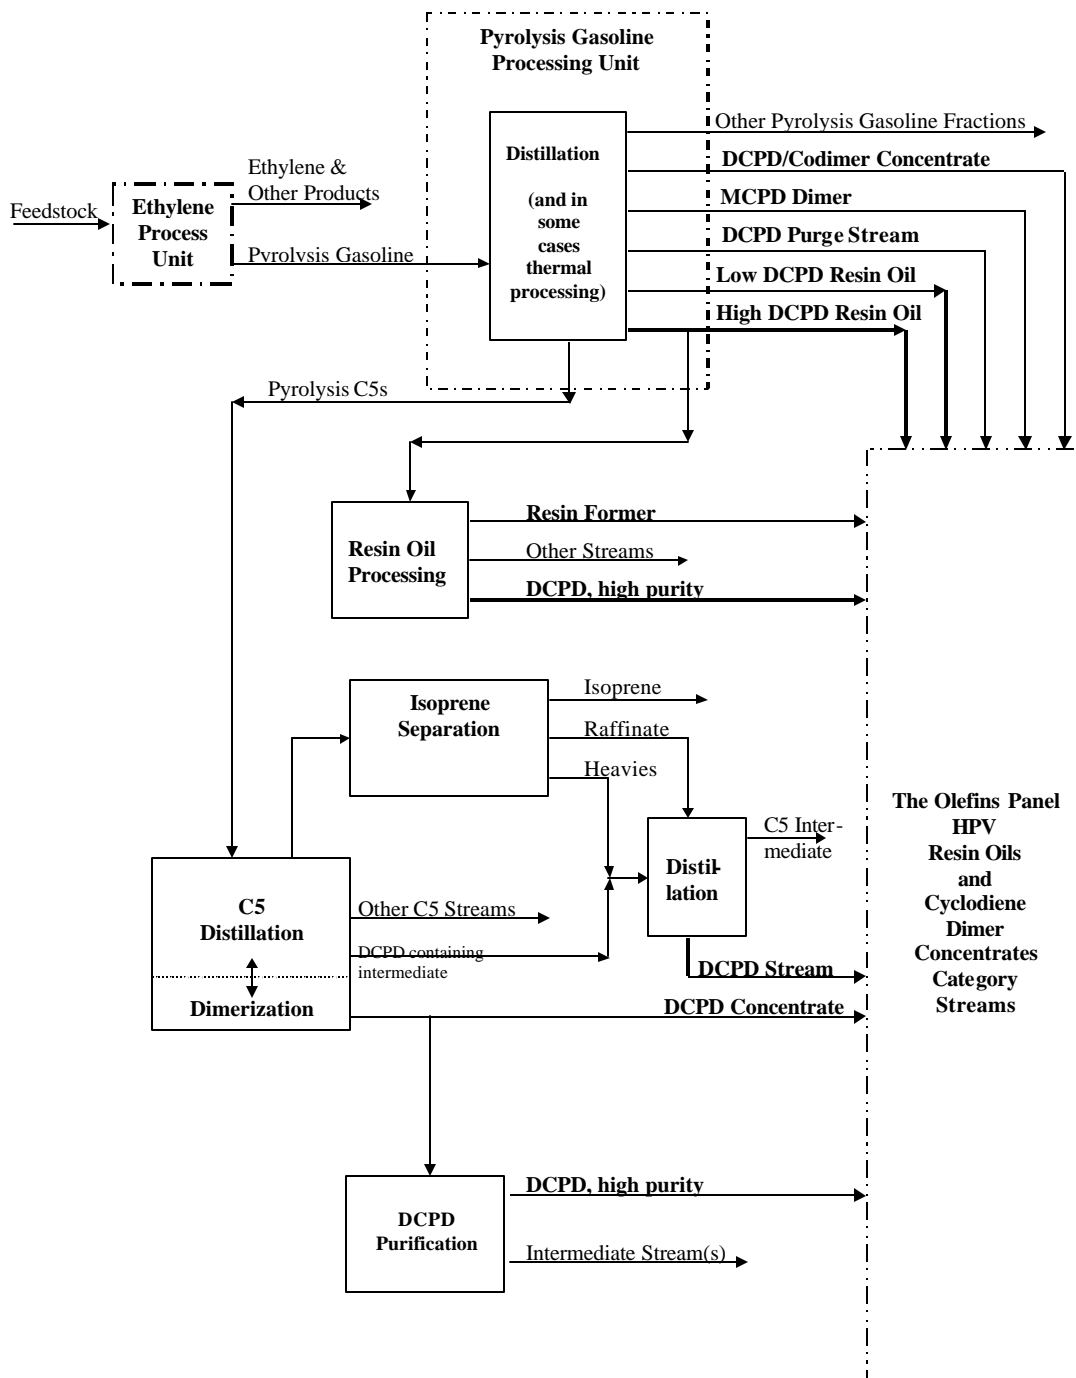 Pyrolysis Gasoline
Processing Unit
Other Pyrolysis Gasoline Fractions
Distillation
(and in
some
cases
thermal
processing)
DCPD/Codimer Concentrate
MCPD Dimer
DCPD Purge Stream
Low DCPD Resin Oil
High DCPD Resin Oil
Feedstock
Ethylene
Process
Unit
Ethylene &
Other Products
Pyrolysis Gasoline
Pyrolysis C5s
Resin Oil
Processing
Resin Former
Other Streams
DCPD, high purity
Isoprene
Separation
Isoprene
Raffinate
Heavies
Distil-
lation
C5 Inter-
mediate
C5
Distillation
Dimerization
Other C5 Streams
DCPD containing
intermediate
DCPD Stream
DCPD Concentrate
The Olefins Panel
HPV
Resin Oils
and
Cyclodiene
Dimer
Concentrates
Category
Streams
DCPD
Purification
DCPD, high purity
Intermediate Stream(s)